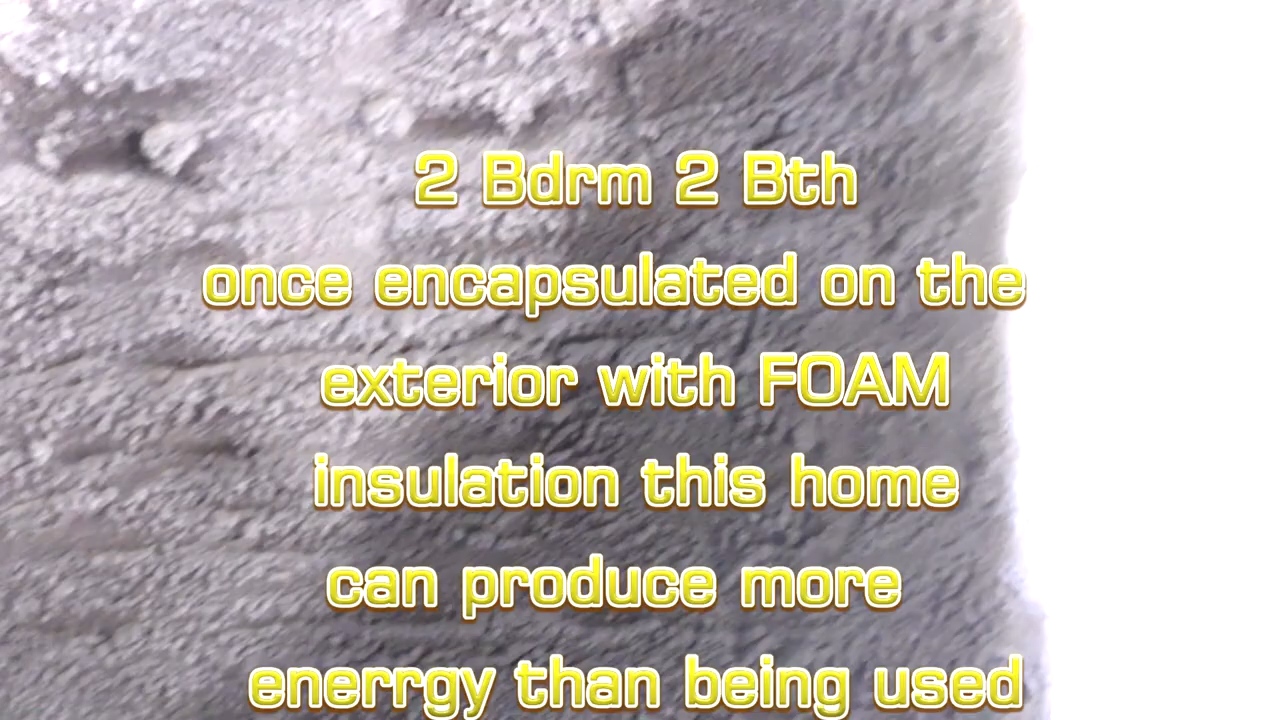 2 Bdrm 2 Bth
once encapsulated on the
exterior with FOAM
insulation this home
can produce more
enerrgy than being used